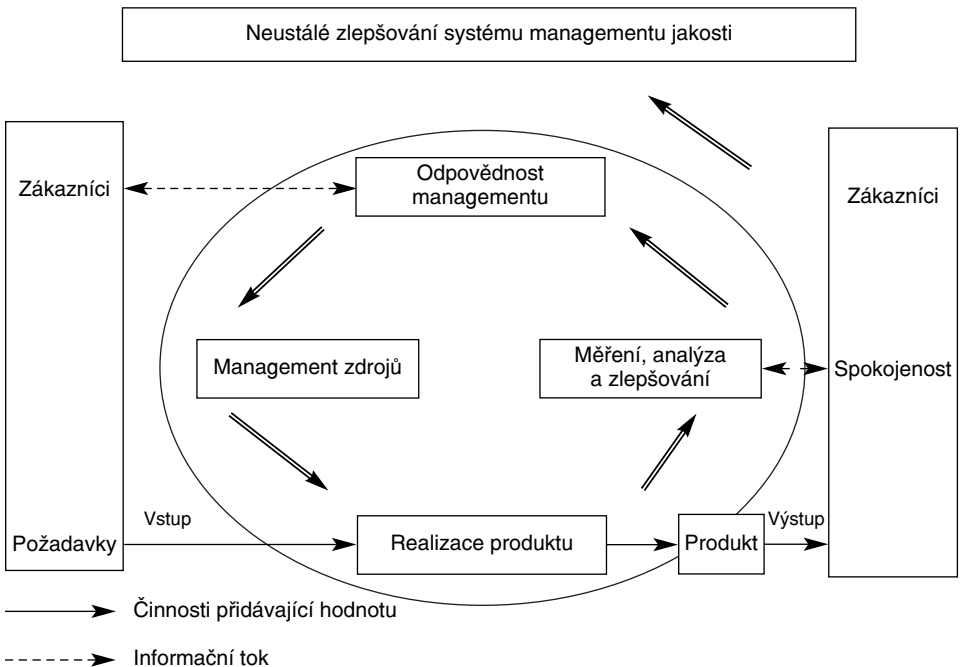 Neustálé zlepšování systému managementu jakosti
Zákazníci
Odpovědnost
managementu
Zákazníci
Management zdrojů
Měření, analýza
a zlepšování
Spokojenost
Požadavky
Vstup
Realizace produktu
Produkt
Výstup
Činnosti přidávající hodnotu
Informační tok